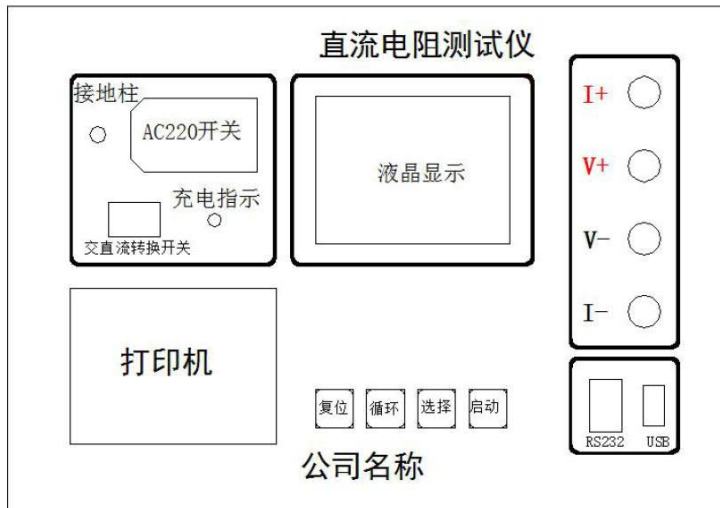 直流电阻测试仪
接地柱
AC220开关
充电指示
交直流转换开关
液晶显示
I+
V+
V-
I-
打印机
复位
循环
选择
启动
RS232
USB
公司名称